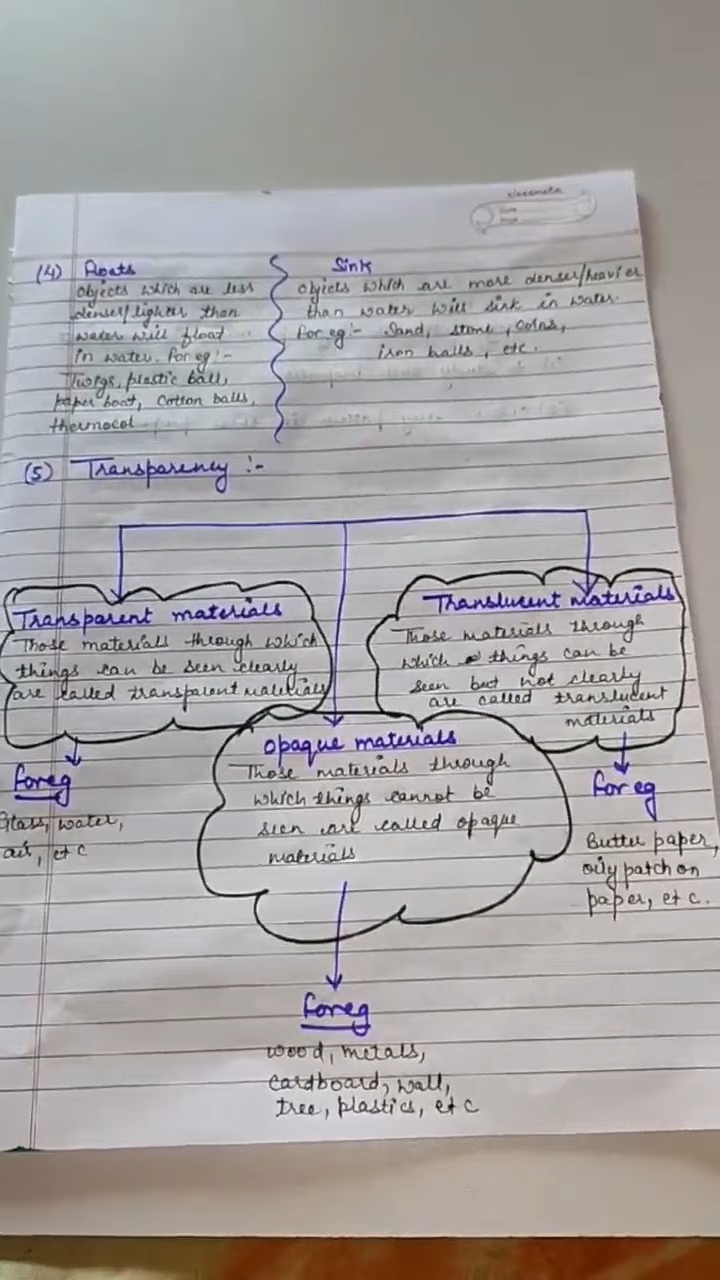 classmate
Date
Page
(4) Floats
objects which are less
denser/lighter than
water will float
in water. For eg:-
Twigs, plastic ball,
paper boat, Cotton balls,
thermocol
Sink
objects which are more denser/heavier
than water will sink in water.
For eg:- Sand, stone, coins,
iron balls, etc.
(5) Transparency :-
Transparent materials
Those materials through which
things can be seen clearly
are called transparent materials
for eg
Glass, water,
air, etc
opaque materials
Those materials through
which things cannot be
seen are called opaque
materials
for eg
wood, metals,
cardboard, wall,
tree, plastics, etc
Translucent materials
Those materials through
which things can be
seen but not clearly
are called translucent
materials
for eg
Butter paper,
oily patch on
paper, etc.